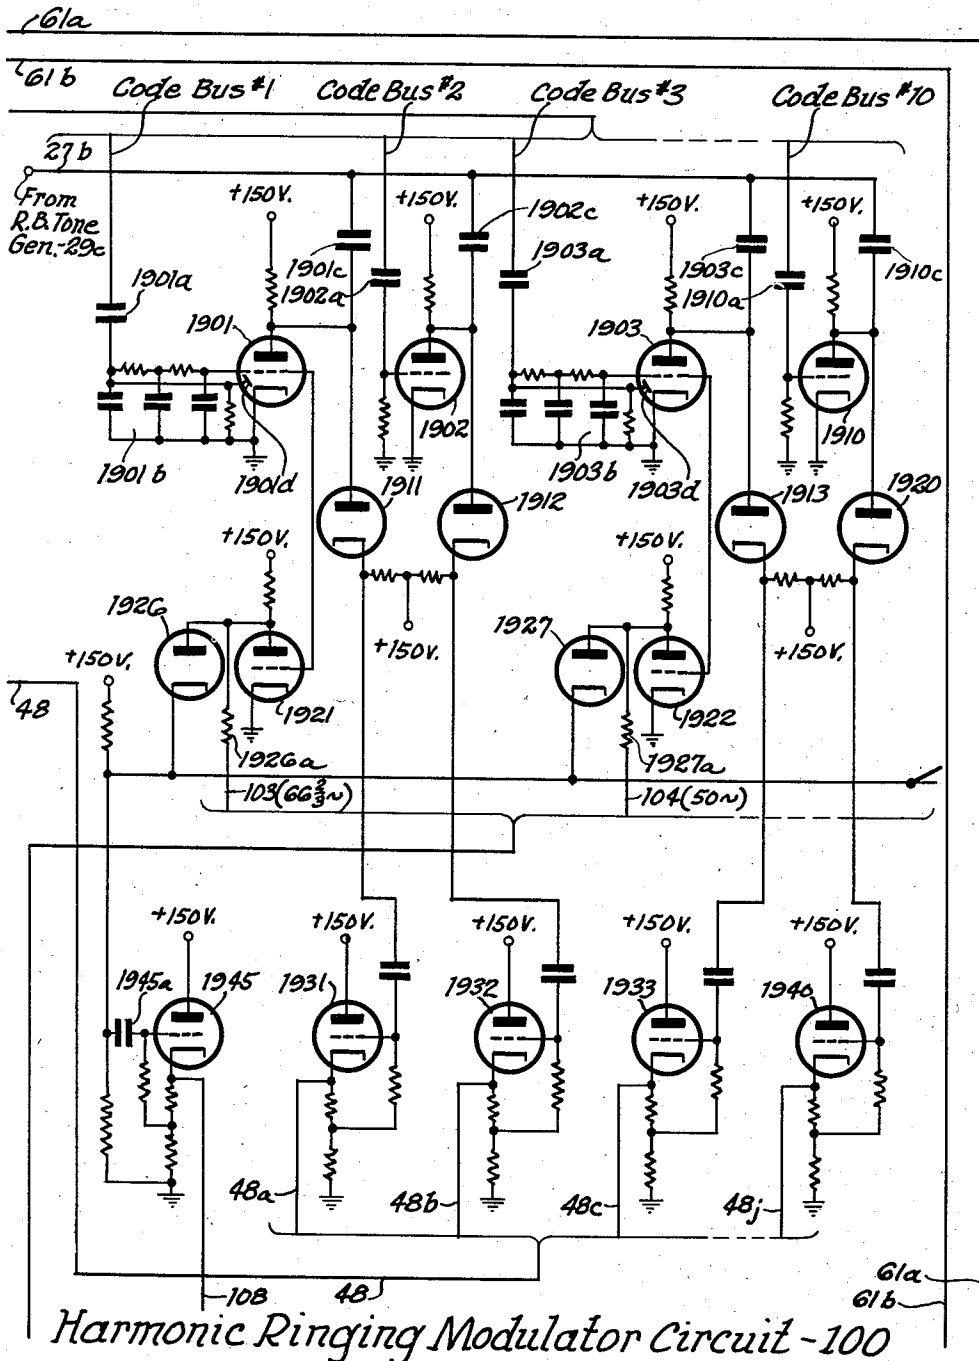 61a
61b
Code Bus #1
Code Bus #2
Code Bus #3
Code Bus #10
27b
From
R.B. Tone
Gen.-29c
+150V.
+150V.
+150V.
+150V.
1901a
1901c
1902a
1902c
1903a
1903c
1910a
1910c
1901
1902
1903
1910
1901b
1901d
1903b
1903d
1911
1912
1913
1920
+150V.
+150V.
1926
1927
+150V.
+150V.
+150V.
48
1921
1922
1926a
1927a
103(66⅔~)
104(50~)
+150V.
+150V.
+150V.
+150V.
+150V.
1945a
1945
1931
1932
1933
1940
48a
48b
48c
48j
108
48
61a
61b
Harmonic Ringing Modulator Circuit-100